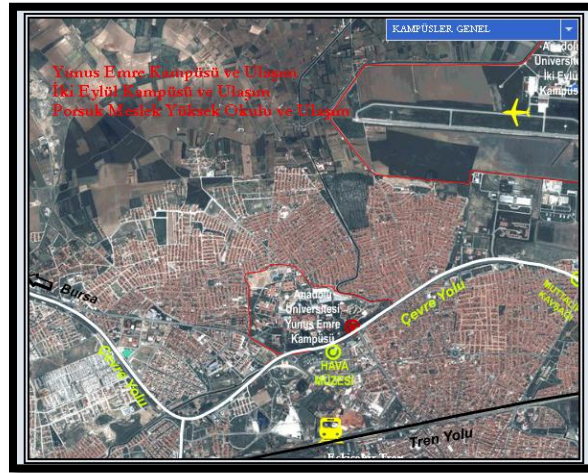 KAMPÜSLER GENEL
Yunus Emre Kampüsü ve Ulaşım
İki Eylül Kampüsü ve Ulaşım
Porsuk Meslek Yüksek Okulu ve Ulaşım
Anadolu
Üniversitesi
İki Eylül
Kampüsü
Bursa
Çevre Yolu
Anadolu
Üniversitesi
Yunus Emre
Kampüsü
Çevre Yolu
HAVA
MÜZESİ
Tren Yolu